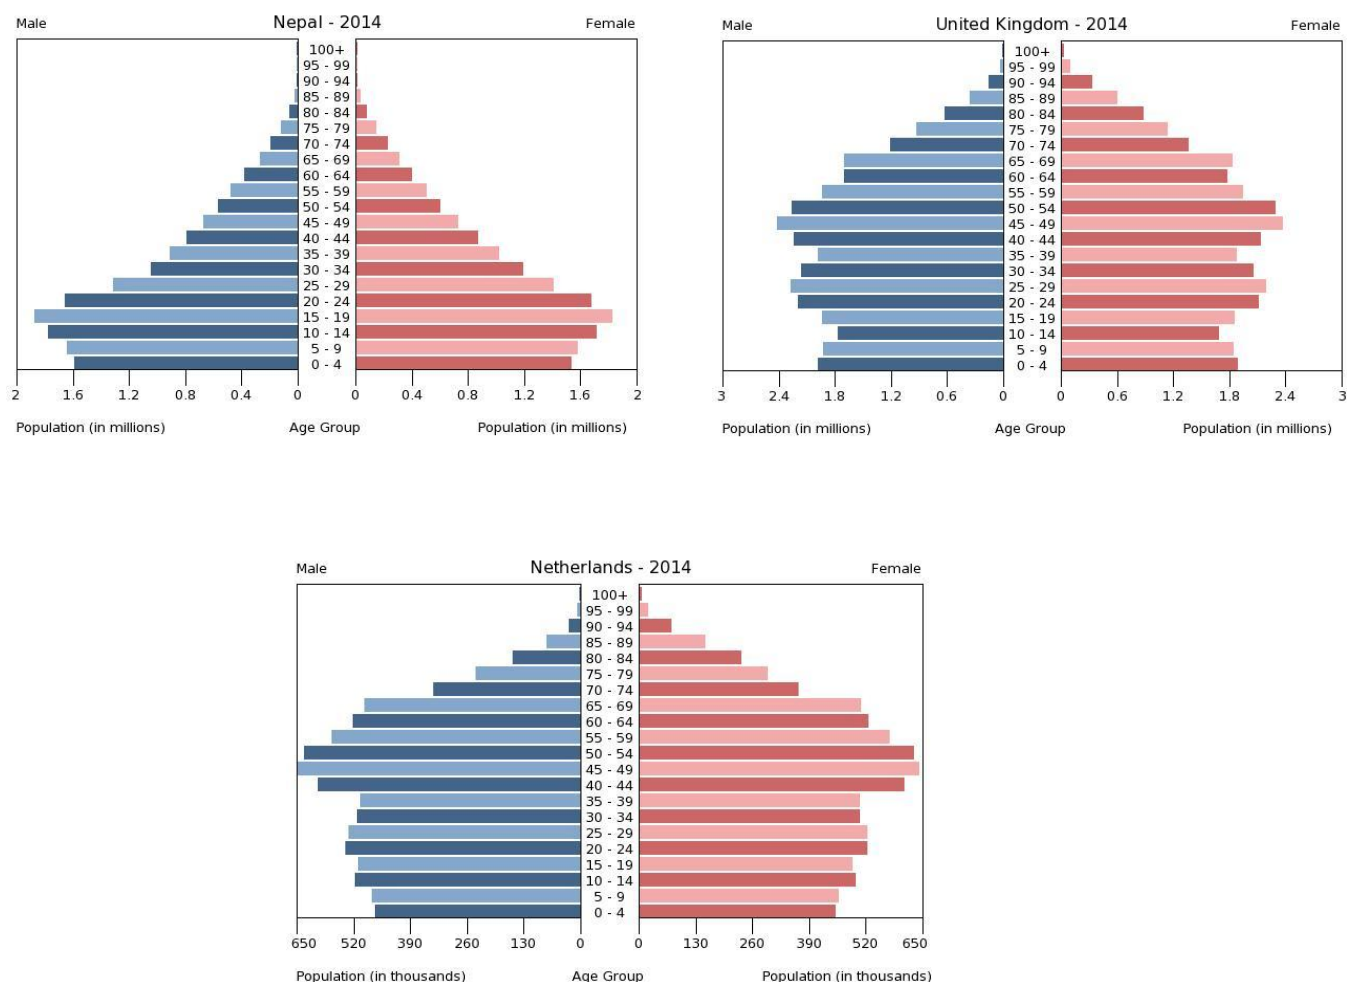 Nepal - 2014
Male Female
100+
95 - 99
90 - 94
85 - 89
80 - 84
75 - 79
70 - 74
65 - 69
60 - 64
55 - 59
50 - 54
45 - 49
40 - 44
35 - 39
30 - 34
25 - 29
20 - 24
15 - 19
10 - 14
5 - 9
0 - 4
2 1.6 1.2 0.8 0.4 0 0 0.4 0.8 1.2 1.6 2
Population (in millions) Age Group Population (in millions)
United Kingdom - 2014
Male Female
100+
95 - 99
90 - 94
85 - 89
80 - 84
75 - 79
70 - 74
65 - 69
60 - 64
55 - 59
50 - 54
45 - 49
40 - 44
35 - 39
30 - 34
25 - 29
20 - 24
15 - 19
10 - 14
5 - 9
0 - 4
3 2.4 1.8 1.2 0.6 0 0 0.6 1.2 1.8 2.4 3
Population (in millions) Age Group Population (in millions)
Netherlands - 2014
Male Female
100+
95 - 99
90 - 94
85 - 89
80 - 84
75 - 79
70 - 74
65 - 69
60 - 64
55 - 59
50 - 54
45 - 49
40 - 44
35 - 39
30 - 34
25 - 29
20 - 24
15 - 19
10 - 14
5 - 9
0 - 4
650 520 390 260 130 0 0 130 260 390 520 650
Population (in thousands) Age Group Population (in thousands)